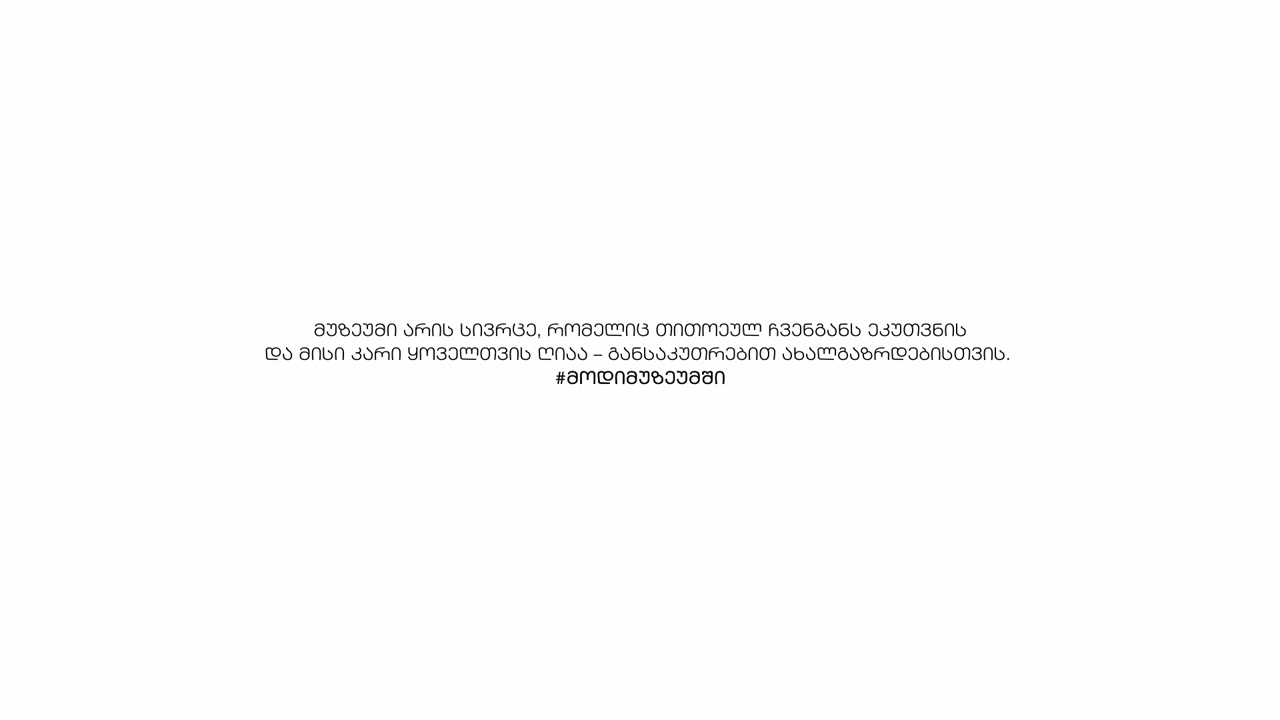 მუზეუმი არის სივრცე, რომელიც თითოეულ ჩვენგანს ეკუთვნის
და მისი კარი ყოველთვის ღიაა – განსაკუთრებით ახალგაზრდებისთვის.
#მოდიმუზეუმში